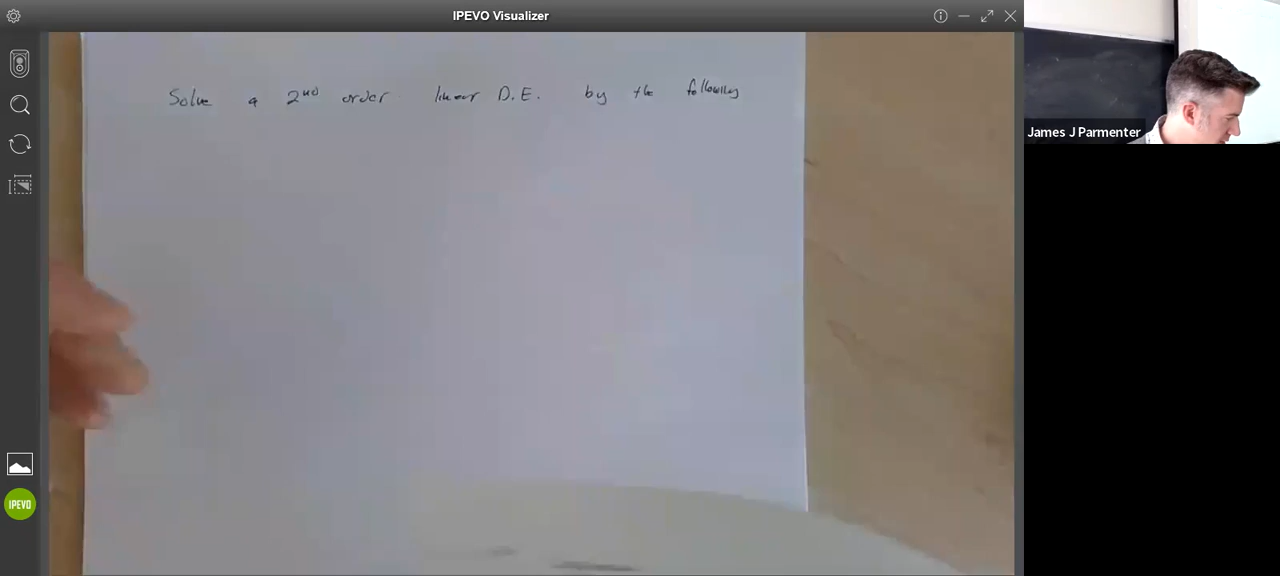 IPEVO Visualizer
Solve a 2nd order linear D.E. by the following
James J Parmenter
IPEVO